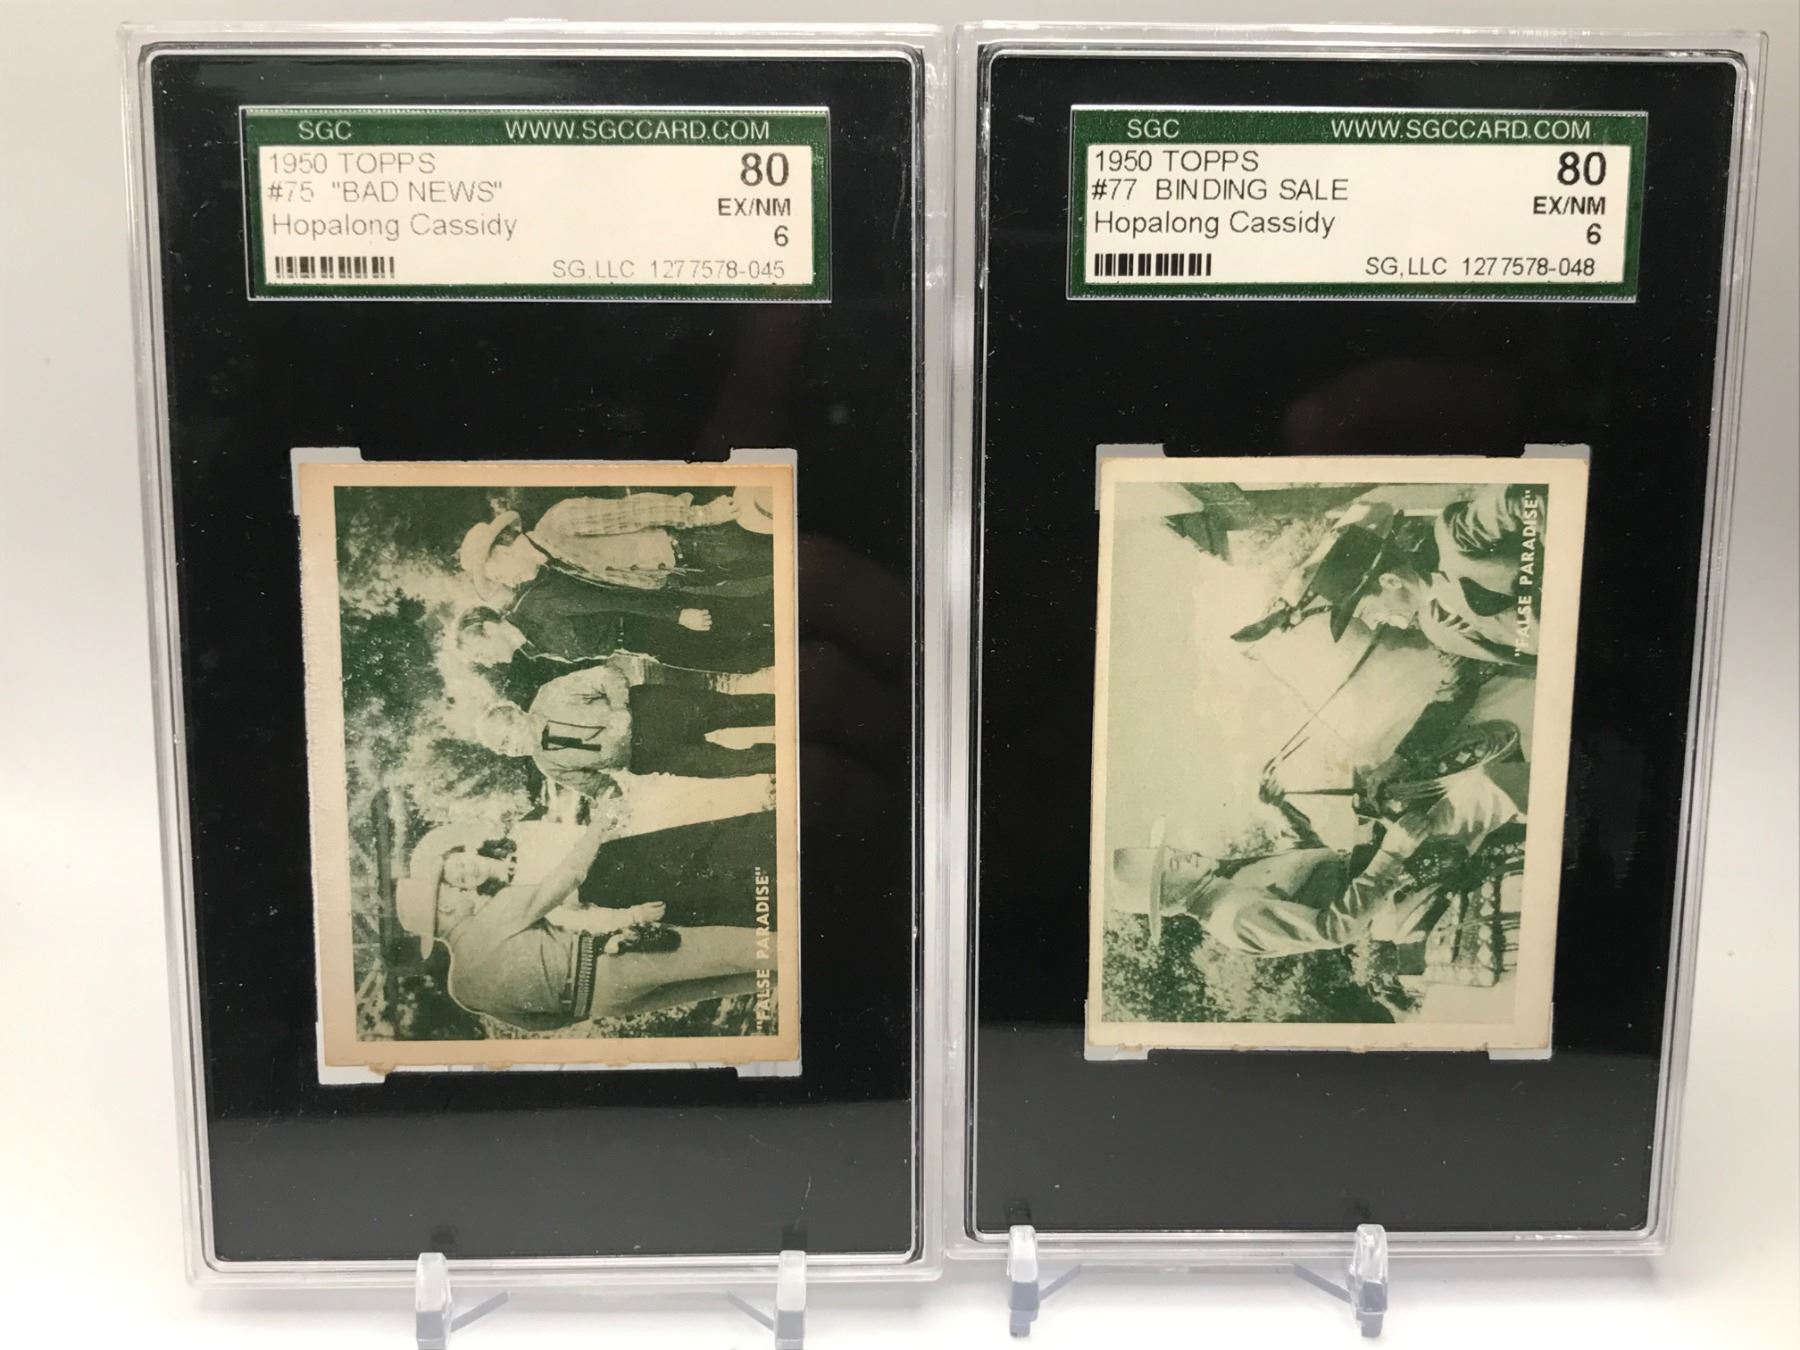 SGC WWW.SGCCARD.COM
1950 TOPPS 80
#75 "BAD NEWS" EX/NM
Hopalong Cassidy 6
SG, LLC 1277578-045
"FALSE PARADISE"
SGC WWW.SGCCARD.COM
1950 TOPPS 80
#77 BINDING SALE EX/NM
Hopalong Cassidy 6
SG, LLC 1277578-048
"FALSE PARADISE"